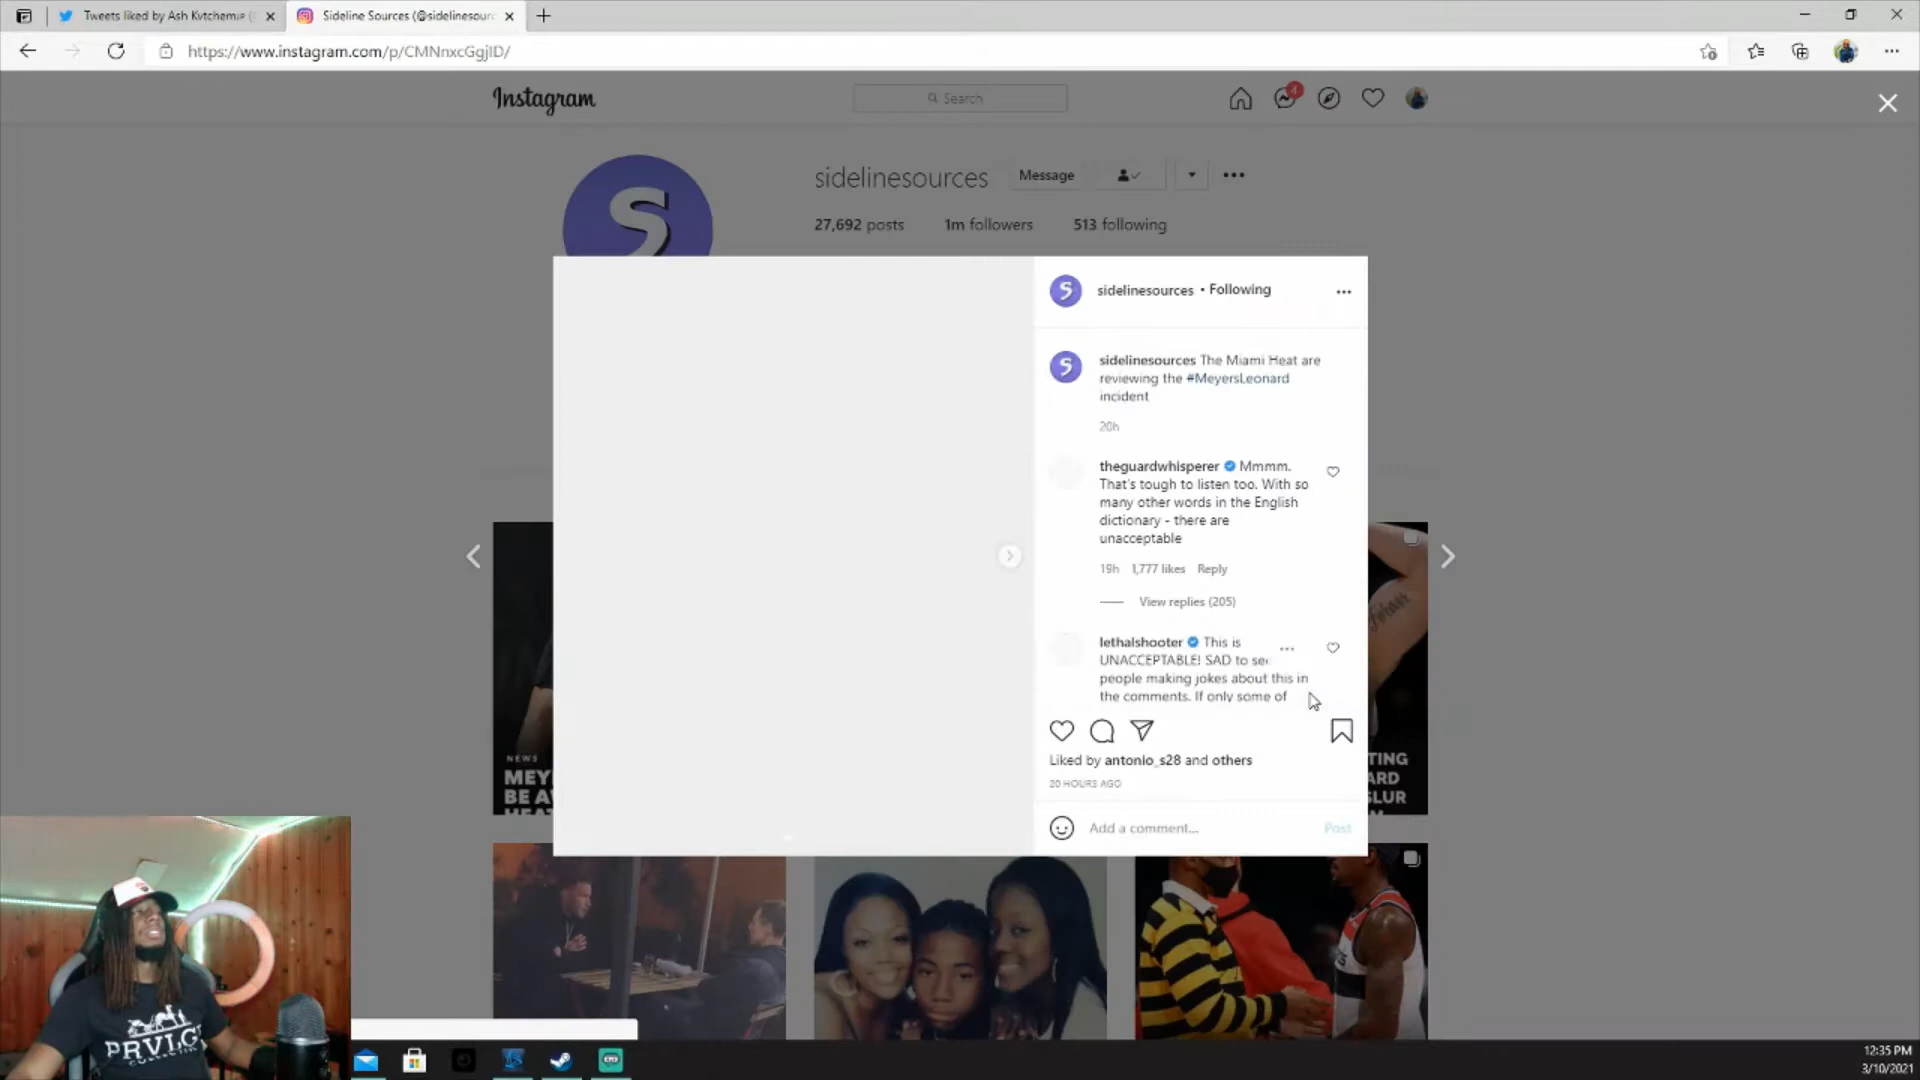 Tweets liked by Ash Kvtchemıe (
Sideline Sources (@sidelinesourc
https://www.instagram.com/p/CMNnxcGgjID/
Instagram
Search
4
sidelinesources
Message
27,692 posts
1m followers
513 following
S
S
sidelinesources • Following
S
sidelinesources The Miami Heat are
reviewing the #MeyersLeonard
incident
20h
theguardwhisperer Mmmm.
That's tough to listen too. With so
many other words in the English
dictionary - there are
unacceptable
19h 1,777 likes Reply
View replies (205)
lethalshooter This is
UNACCEPTABLE! SAD to see
people making jokes about this in
the comments. If only some of
Liked by antonio_s28 and others
20 HOURS AGO
Add a comment...
Post
NEWS
MEY
BE A
HEAT
TING
ARD
SLUR
PRVLG
12:35 PM
3/10/2021